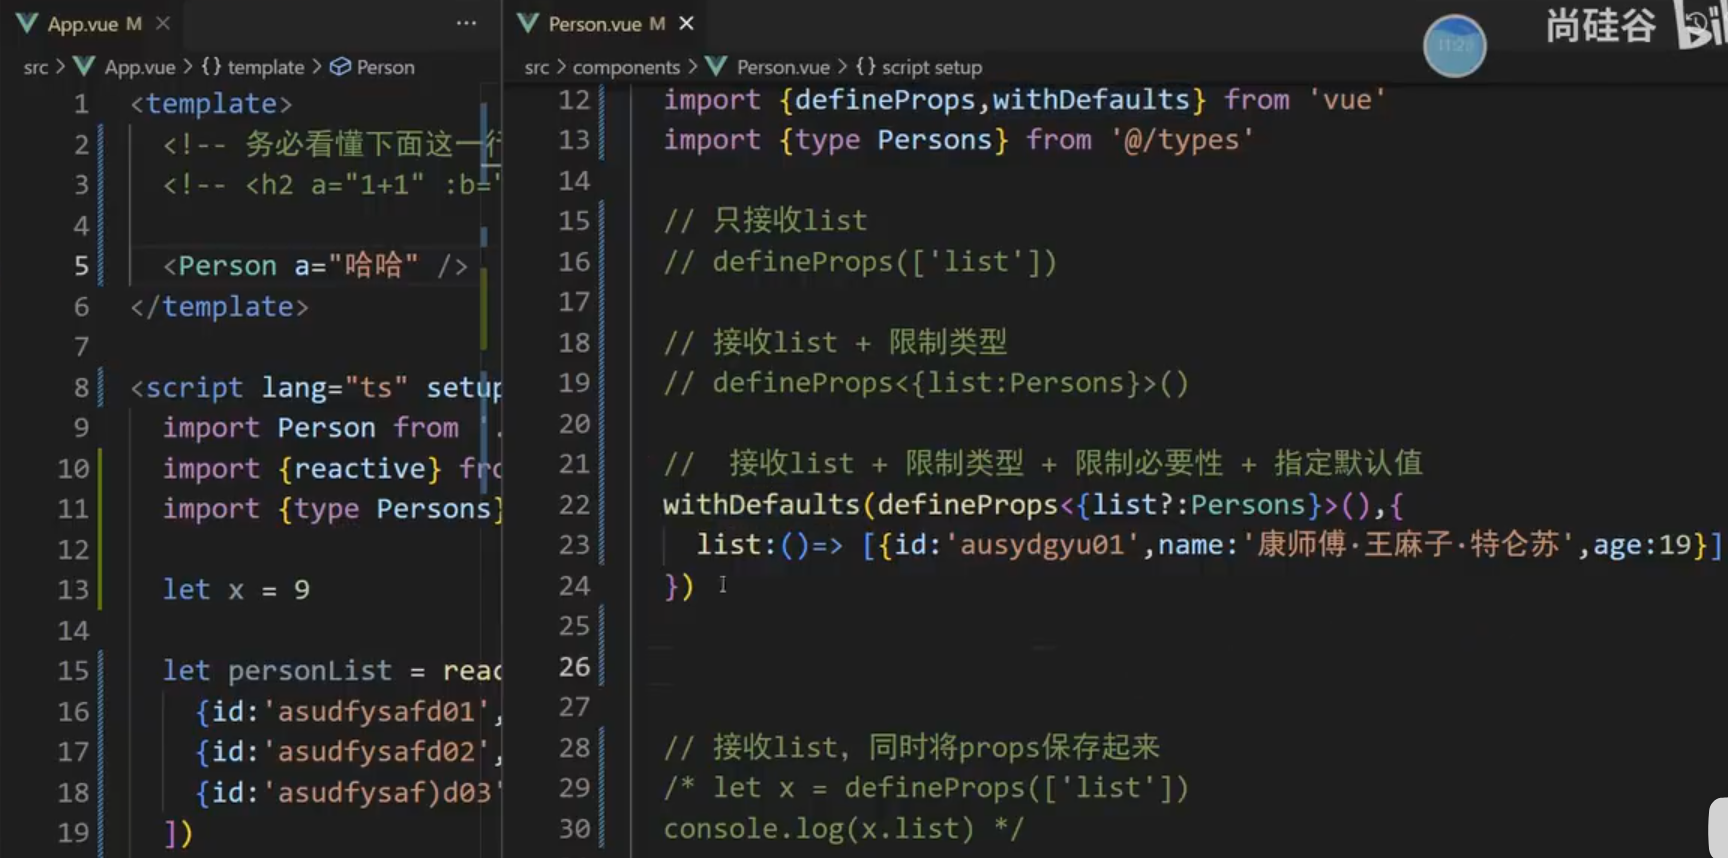 App.vue M
src > App.vue > {} template > Person
1 <template>
2 <!-- 务必看懂下面这一行
3 <!-- <h2 a="1+1" :b="
4
5 <Person a="哈哈" />
6 </template>
7
8 <script lang="ts" setup
9 import Person from '.
10 import {reactive} fro
11 import {type Persons}
12
13 let x = 9
14
15 let personList = reac
16 {id:'asudfysafd01',
17 {id:'asudfysafd02',
18 {id:'asudfysaf)d03'
19 ])
Person.vue M
src > components > Person.vue > {} script setup
12 import {defineProps,withDefaults} from 'vue'
13 import {type Persons} from '@/types'
14
15 // 只接收list
16 // defineProps(['list'])
17
18 // 接收list + 限制类型
19 // defineProps<{list:Persons}>()
20
21 // 接收list + 限制类型 + 限制必要性 + 指定默认值
22 withDefaults(defineProps<{list?:Persons}>(),{
23 list:()=> [{id:'ausydgyu01',name:'康师傅·王麻子·特仑苏',age:19}]
24 })
25
26
27
28 // 接收list，同时将props保存起来
29 /* let x = defineProps(['list'])
30 console.log(x.list) */
尚硅谷